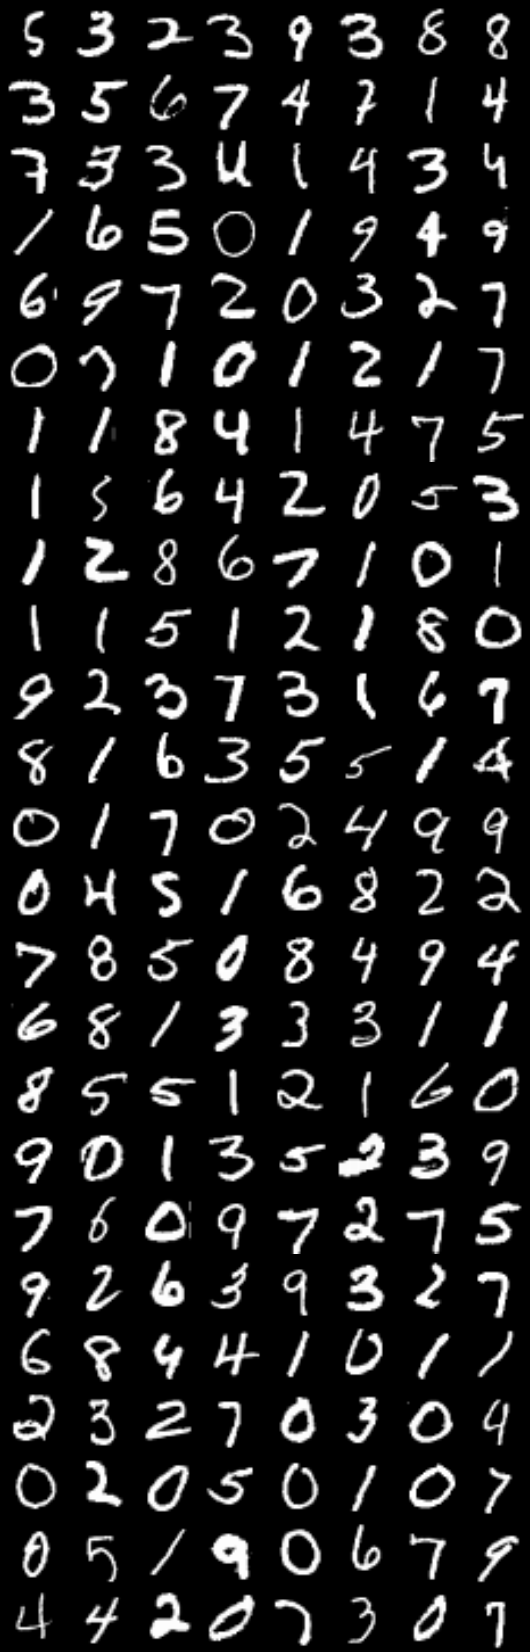 5 3 2 3 9 3 8 8
3 5 6 7 4 7 1 4
7 3 3 4 1 4 3 4
1 6 5 0 1 9 4 9
6 9 7 2 0 3 2 7
0 7 1 0 1 2 1 7
1 1 8 4 1 4 7 5
1 5 6 4 2 0 5 3
1 2 8 6 7 1 0 1
1 1 5 1 2 1 8 0
9 2 3 7 3 1 6 7
8 1 6 3 5 5 1 4
0 1 7 0 2 4 9 9
0 4 5 1 6 8 2 2
7 8 5 0 8 4 9 4
6 8 1 3 3 3 1 1
8 5 5 1 2 1 6 0
9 0 1 3 5 2 3 9
7 6 0 9 7 2 7 5
9 2 6 3 9 3 2 7
6 8 4 4 1 0 1 1
2 3 2 7 0 3 0 4
0 2 0 5 0 1 0 7
0 5 1 9 0 6 7 9
4 4 2 0 7 3 0 7